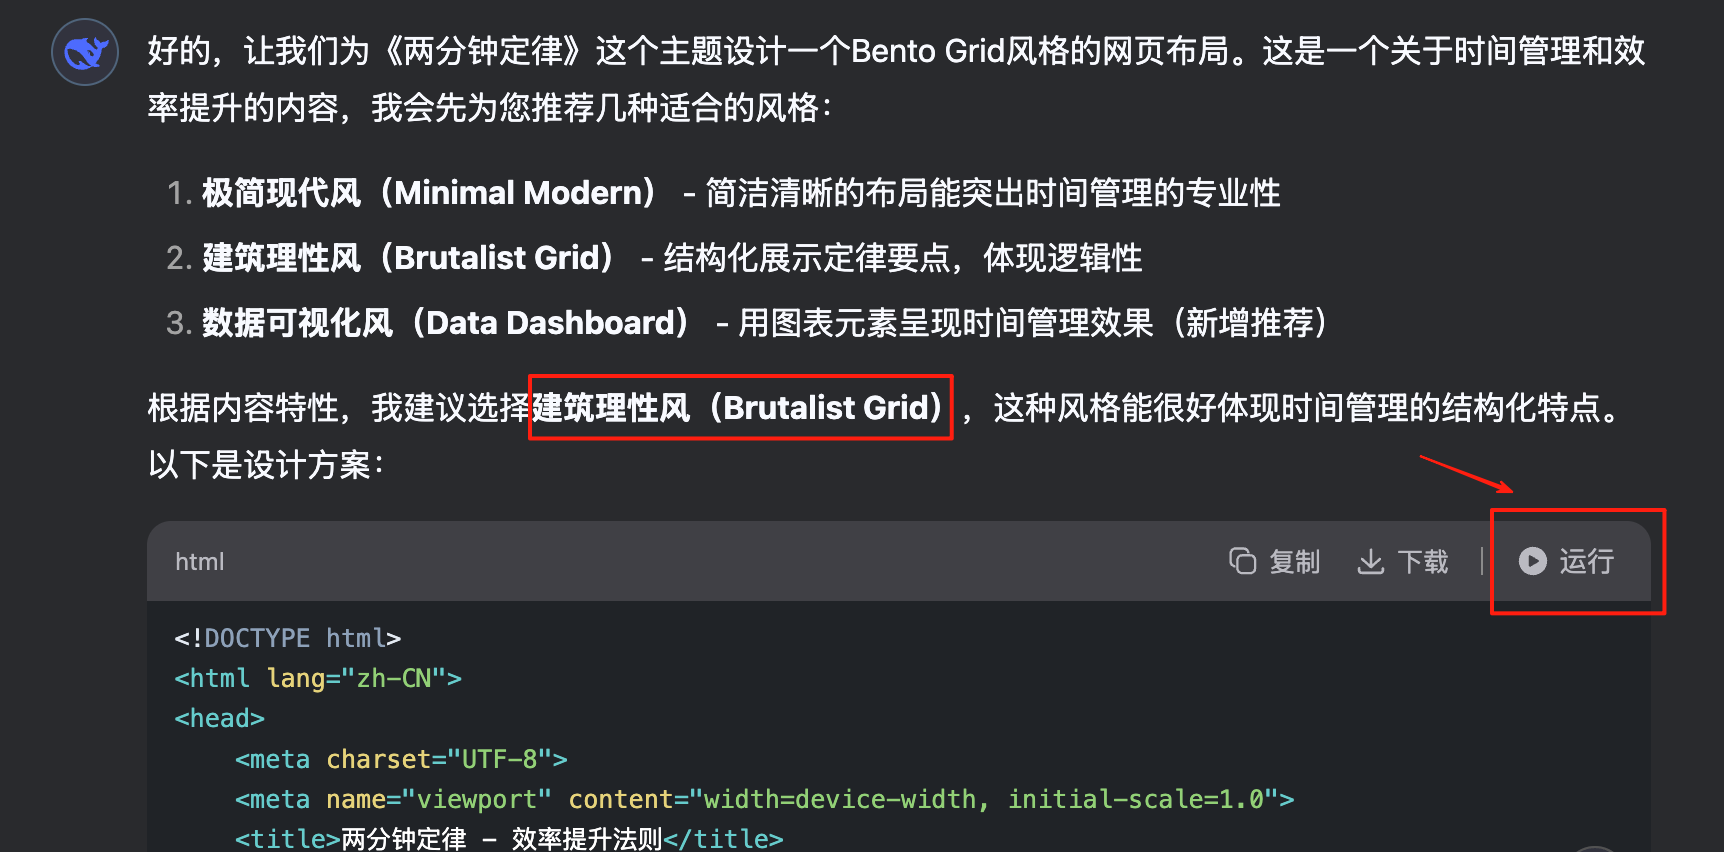 好的，让我们为《两分钟定律》这个主题设计一个Bento Grid风格的网页布局。这是一个关于时间管理和效
率提升的内容，我会先为您推荐几种适合的风格：
1. 极简现代风（Minimal Modern） - 简洁清晰的布局能突出时间管理的专业性
2. 建筑理性风（Brutalist Grid） - 结构化展示定律要点，体现逻辑性
3. 数据可视化风（Data Dashboard） - 用图表元素呈现时间管理效果（新增推荐）
根据内容特性，我建议选择建筑理性风（Brutalist Grid），这种风格能很好体现时间管理的结构化特点。
以下是设计方案：
html 复制 下载 运行
<!DOCTYPE html>
<html lang="zh-CN">
<head>
<meta charset="UTF-8">
<meta name="viewport" content="width=device-width, initial-scale=1.0">
<title>两分钟定律 – 效率提升法则</title>